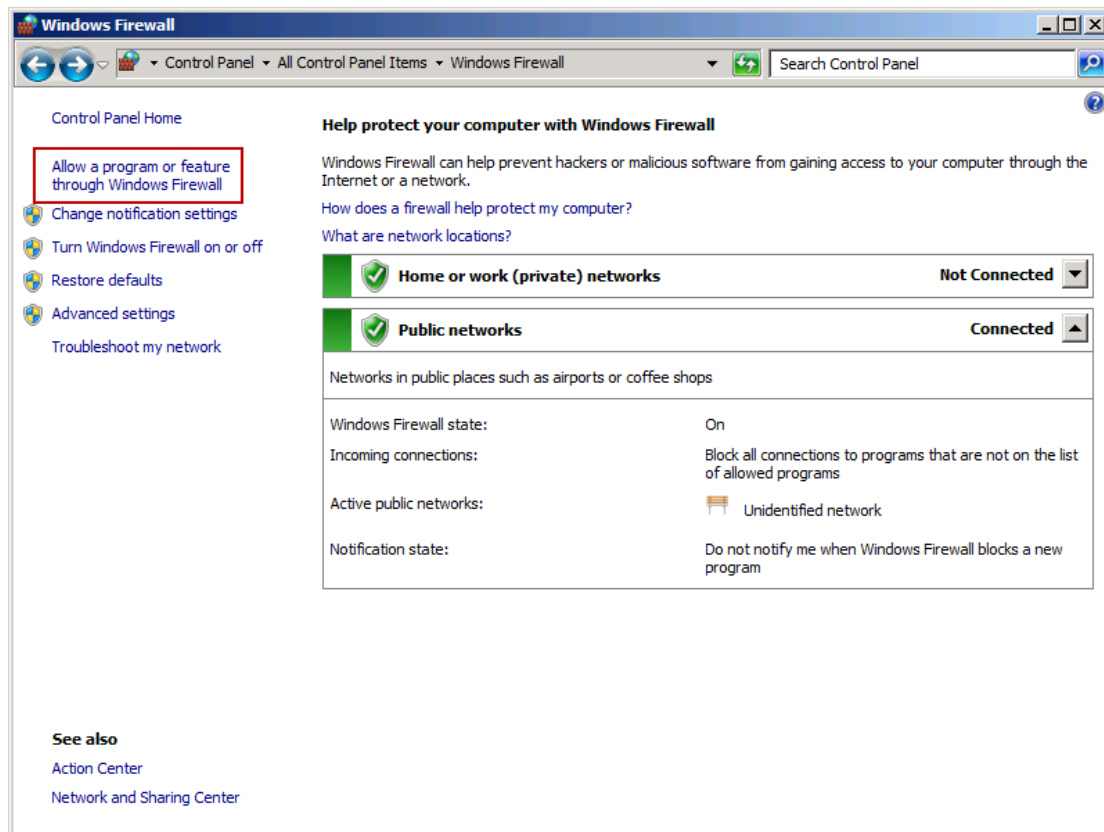 Windows Firewall
Control Panel
All Control Panel Items
Windows Firewall
Search Control Panel
Control Panel Home
Allow a program or feature
through Windows Firewall
Change notification settings
Turn Windows Firewall on or off
Restore defaults
Advanced settings
Troubleshoot my network
Help protect your computer with Windows Firewall
Windows Firewall can help prevent hackers or malicious software from gaining access to your computer through the
Internet or a network.
How does a firewall help protect my computer?
What are network locations?
Home or work (private) networks Not Connected
Public networks Connected
Networks in public places such as airports or coffee shops
Windows Firewall state: On
Incoming connections: Block all connections to programs that are not on the list
of allowed programs
Active public networks: Unidentified network
Notification state: Do not notify me when Windows Firewall blocks a new
program
See also
Action Center
Network and Sharing Center